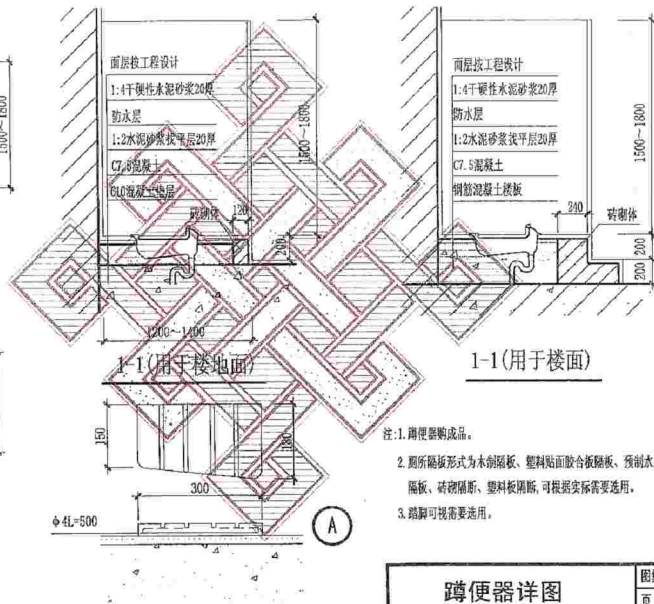 1500~1800
面层按工程设计
1:4干硬性水泥砂浆20厚
防水层
1:2水泥砂浆找平层20厚
C7.5混凝土
C10混凝土垫层
砖砌体
120
1500~1800
200
1200~1400
1-1(用于楼地面)
面层按工程设计
1:4干硬性水泥砂浆20厚
防水层
1:2水泥砂浆找平层20厚
C7.5混凝土
钢筋混凝土楼板
240
砖砌体
1500~1800
200
200
1-1(用于楼面)
150
180
300
ф4L=500
A
注:1.蹲便器购成品。
2.厕所隔板形式为木制隔板、塑料贴面胶合板隔板、预制水
隔板、砖砌隔断、塑料板隔断,可根据实际需要选用。
3.踏脚可视需要选用。
蹲便器详图
图集
页